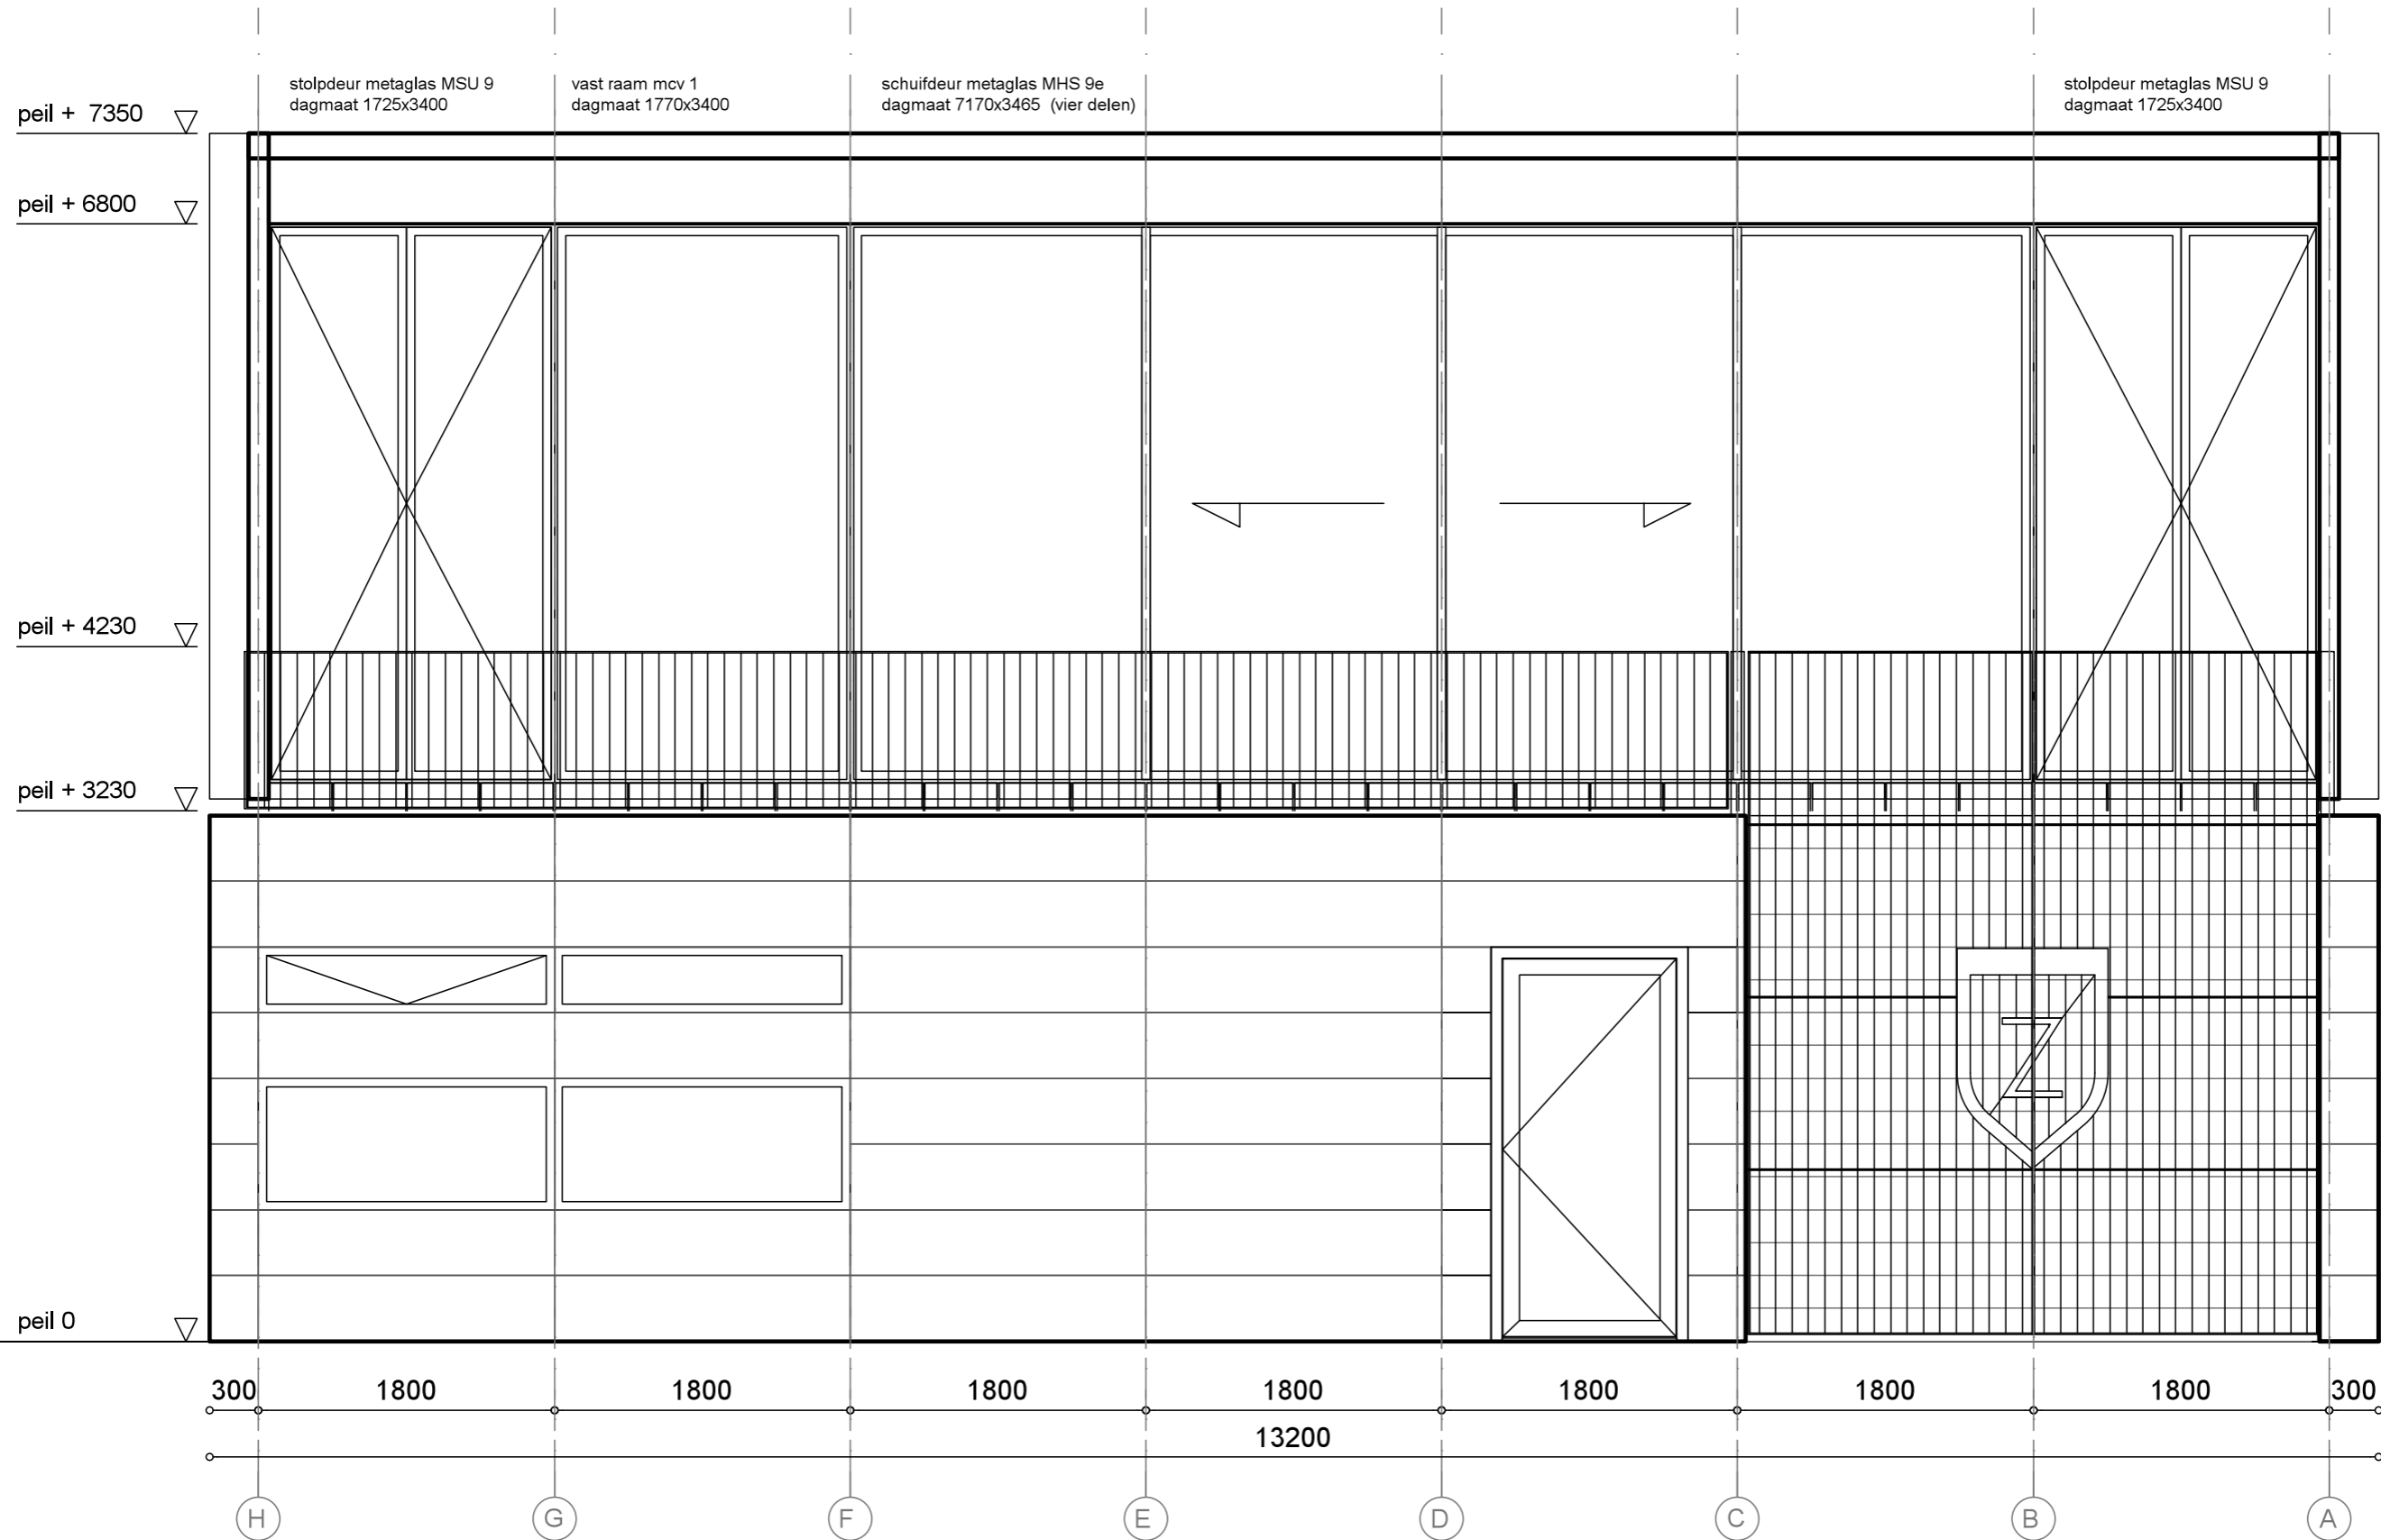 stolpdeur metaglas MSU 9
dagmaat 1725x3400
vast raam mcv 1
dagmaat 1770x3400
schuifdeur metaglas MHS 9e
dagmaat 7170x3465 (vier delen)
stolpdeur metaglas MSU 9
dagmaat 1725x3400
peil + 7350
peil + 6800
peil + 4230
peil + 3230
Z
peil 0
300 1800 1800 1800 1800 1800 1800 1800 300
13200
H G F E D C B A